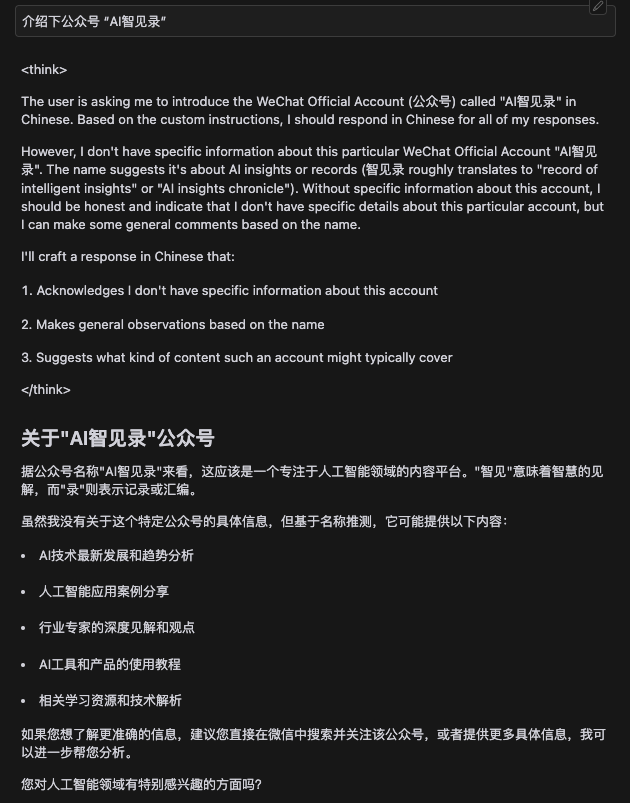 介绍下公众号 “AI智见录”
<think>
The user is asking me to introduce the WeChat Official Account (公众号) called "AI智见录" in
Chinese. Based on the custom instructions, I should respond in Chinese for all of my responses.
However, I don't have specific information about this particular WeChat Official Account "AI智见
录". The name suggests it's about AI insights or records (智见录 roughly translates to "record of
intelligent insights" or "AI insights chronicle"). Without specific information about this account, I
should be honest and indicate that I don't have specific details about this particular account, but
I can make some general comments based on the name.
I'll craft a response in Chinese that:
1. Acknowledges I don't have specific information about this account
2. Makes general observations based on the name
3. Suggests what kind of content such an account might typically cover
</think>
关于"AI智见录"公众号
据公众号名称"AI智见录"来看，这应该是一个专注于人工智能领域的内容平台。"智见"意味着智慧的见
解，而"录"则表示记录或汇编。
虽然我没有关于这个特定公众号的具体信息，但基于名称推测，它可能提供以下内容：
• AI技术最新发展和趋势分析
• 人工智能应用案例分享
• 行业专家的深度见解和观点
• AI工具和产品的使用教程
• 相关学习资源和技术解析
如果您想了解更准确的信息，建议您直接在微信中搜索并关注该公众号，或者提供更多具体信息，我可
以进一步帮您分析。
您对人工智能领域有特别感兴趣的方面吗?